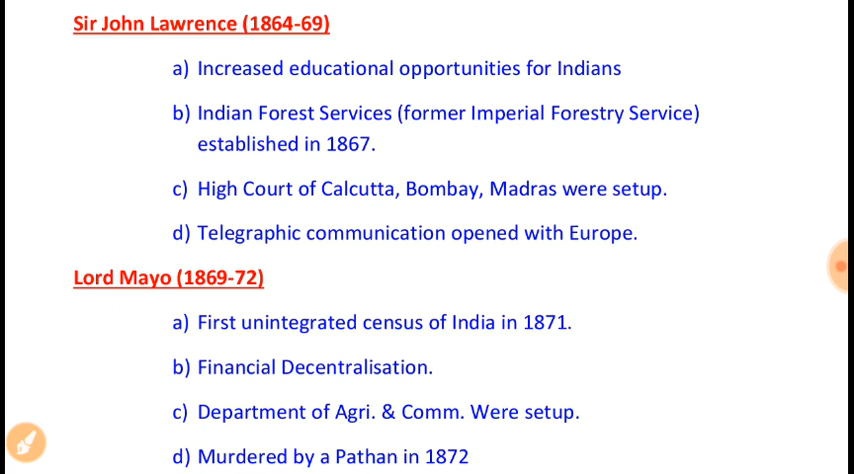 Sir John Lawrence (1864-69)
a) Increased educational opportunities for Indians
b) Indian Forest Services (former Imperial Forestry Service)
established in 1867.
c) High Court of Calcutta, Bombay, Madras were setup.
d) Telegraphic communication opened with Europe.
Lord Mayo (1869-72)
a) First unintegrated census of India in 1871.
b) Financial Decentralisation.
c) Department of Agri. & Comm. Were setup.
d) Murdered by a Pathan in 1872